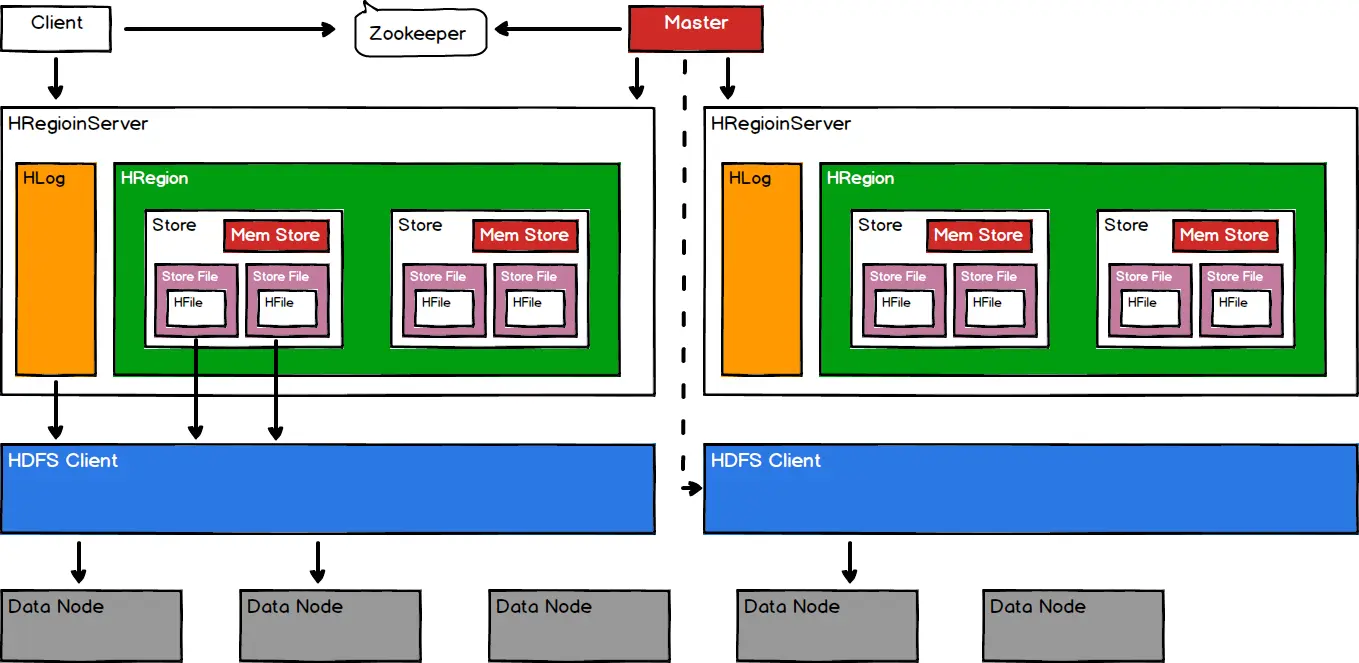 Client
Zookeeper
Master
HRegioinServer
HLog
HRegion
Store
Mem Store
Store File
HFile
Store File
HFile
Store
Mem Store
Store File
HFile
Store File
HFile
HRegioinServer
HLog
HRegion
Store
Mem Store
Store File
HFile
Store File
HFile
Store
Mem Store
Store File
HFile
Store File
HFile
HDFS Client
HDFS Client
Data Node
Data Node
Data Node
Data Node
Data Node